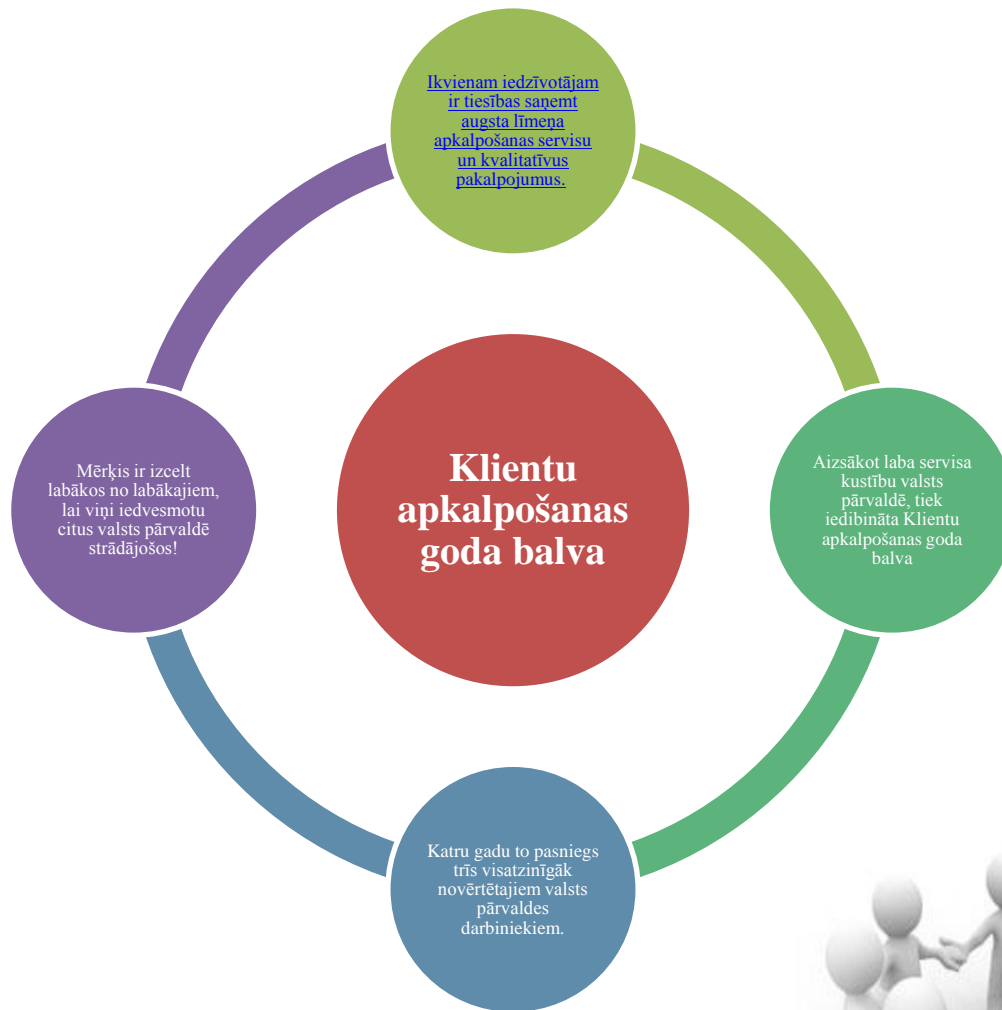 Ikvienam iedzīvotājam
ir tiesības saņemt
augsta līmeņa
apkalpošanas servisu
un kvalitatīvus
pakalpojumus.
Klientu
apkalpošanas
goda balva
Aizsākot laba servisa
kustību valsts
pārvaldē, tiek
iedibināta Klientu
apkalpošanas goda
balva
Katru gadu to pasniegs
trīs visatzinīgāk
novērtētajiem valsts
pārvaldes
darbiniekiem.
Mērķis ir izcelt
labākos no labākajiem,
lai viņi iedvesmotu
citus valsts pārvaldē
strādājošos!